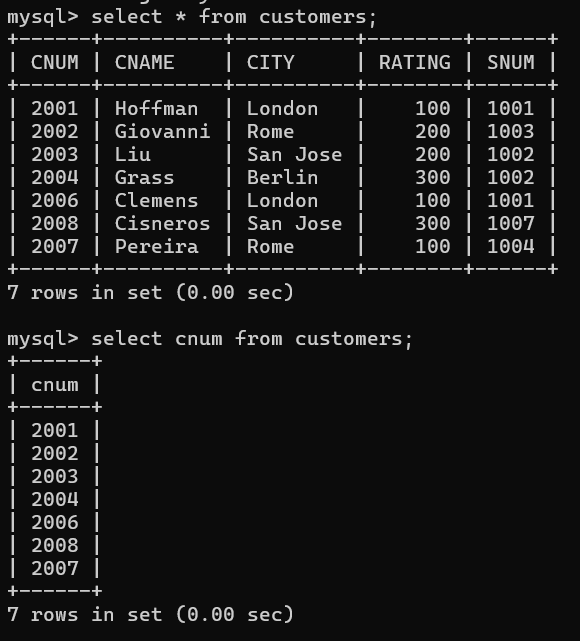 mysql> select * from customers;
+------+----------+----------+--------+------+
| CNUM | CNAME    | CITY     | RATING | SNUM |
+------+----------+----------+--------+------+
| 2001 | Hoffman  | London   |    100 | 1001 |
| 2002 | Giovanni | Rome     |    200 | 1003 |
| 2003 | Liu      | San Jose |    200 | 1002 |
| 2004 | Grass    | Berlin   |    300 | 1002 |
| 2006 | Clemens  | London   |    100 | 1001 |
| 2008 | Cisneros | San Jose |    300 | 1007 |
| 2007 | Pereira  | Rome     |    100 | 1004 |
+------+----------+----------+--------+------+
7 rows in set (0.00 sec)

mysql> select cnum from customers;
+------+
| cnum |
+------+
| 2001 |
| 2002 |
| 2003 |
| 2004 |
| 2006 |
| 2008 |
| 2007 |
+------+
7 rows in set (0.00 sec)